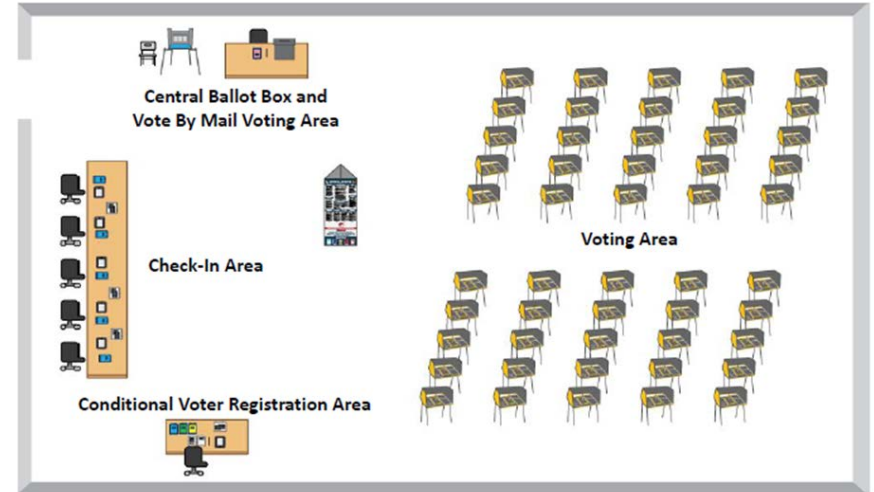 Central Ballot Box and
Vote By Mail Voting Area
Check-In Area
Voting Area
Conditional Voter Registration Area